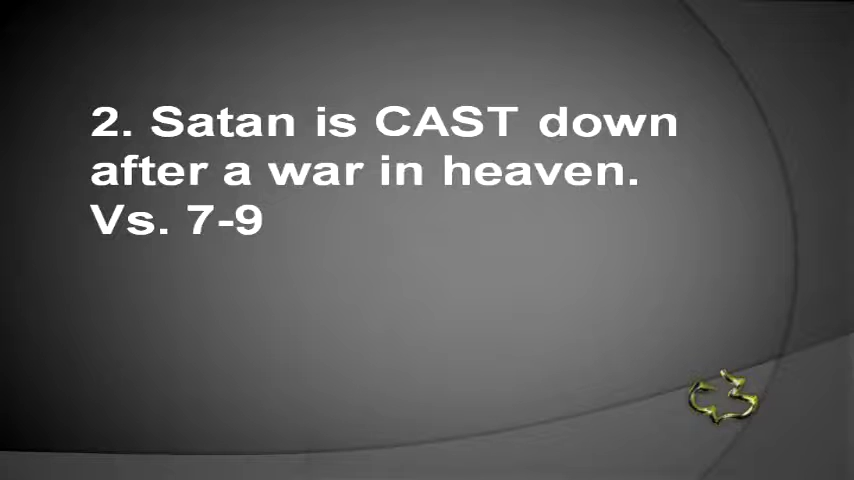 2. Satan is CAST down
after a war in heaven.
Vs. 7-9